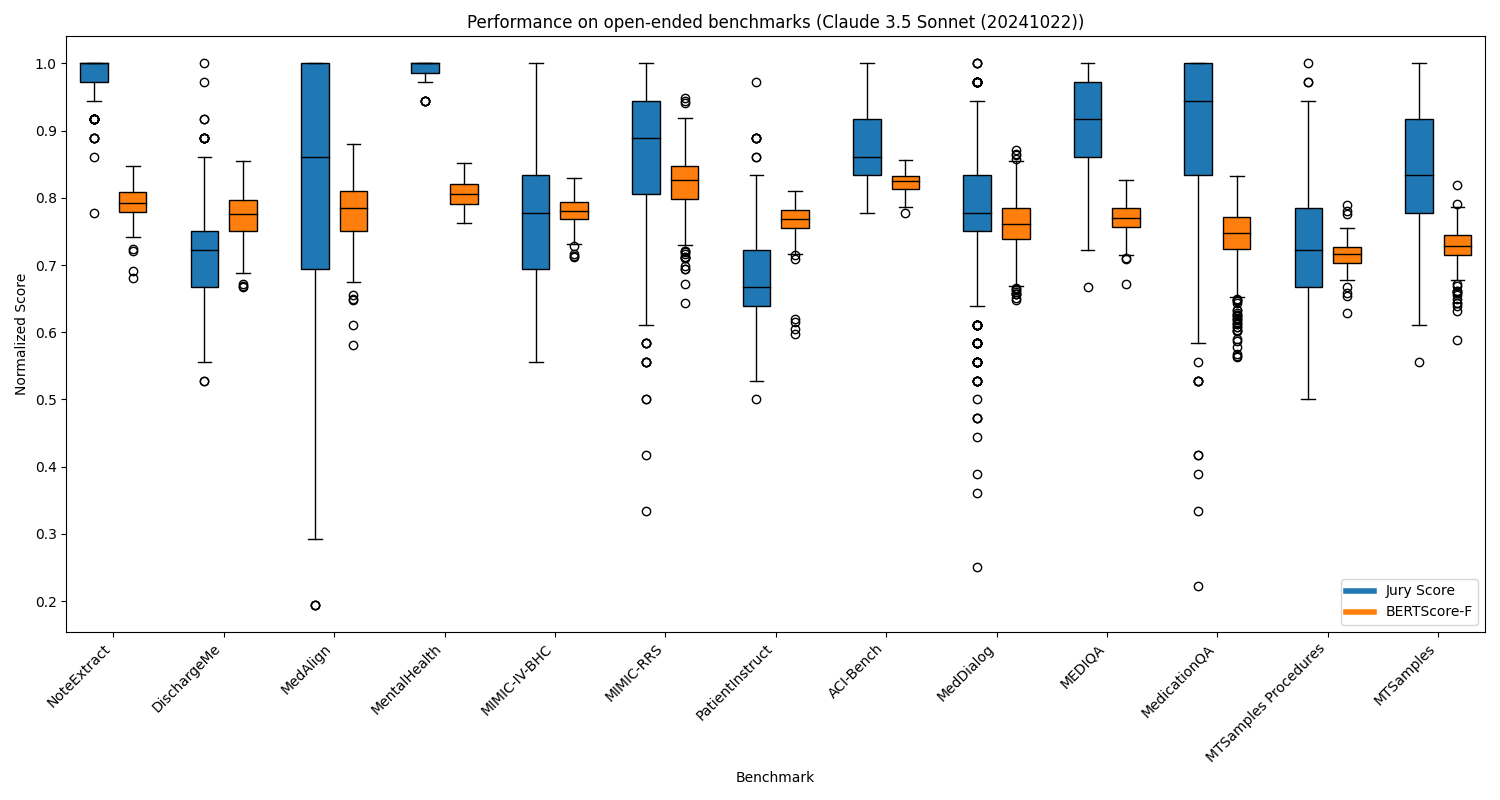 Performance on open-ended benchmarks (Claude 3.5 Sonnet (20241022))
Normalized Score
1.0
0.9
0.8
0.7
0.6
0.5
0.4
0.3
0.2
Jury Score
BERTScore-F
NoteExtract
DischargeMe
MedAlign
MentalHealth
MIMIC-IV-BHC
MIMIC-RRS
PatientInstruct
ACI-Bench
MedDialog
MEDIQA
MedicationQA
MTSamples Procedures
MTSamples
Benchmark